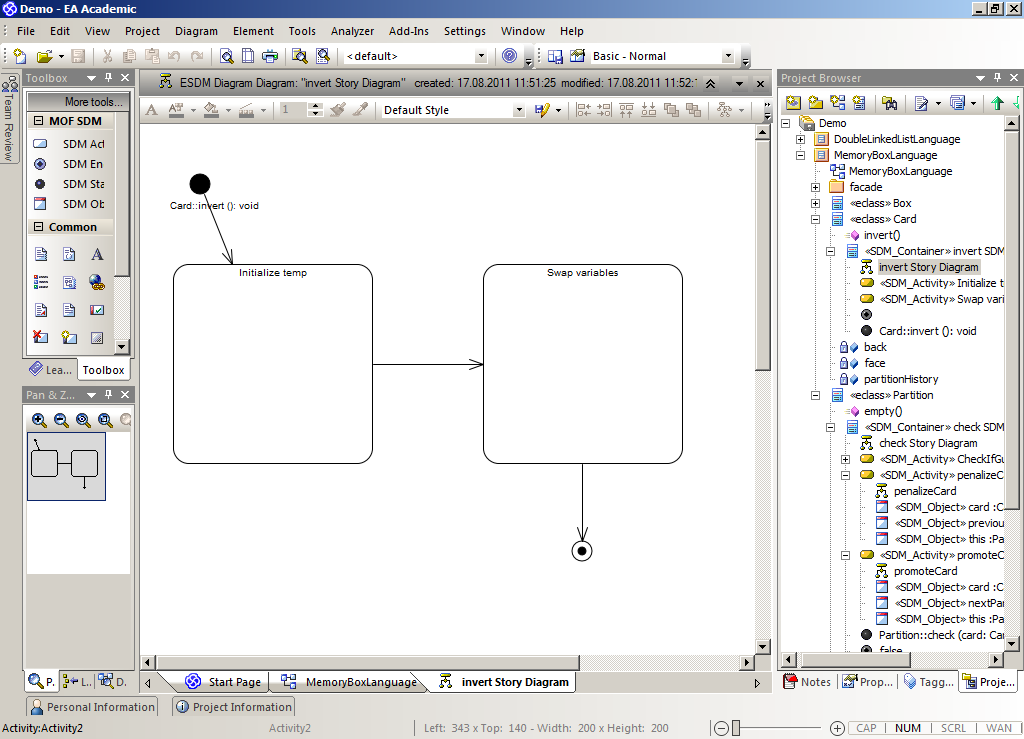 Demo - EA Academic
File Edit View Project Diagram Element Tools Analyzer Add-Ins Settings Window Help
<default> Basic - Normal
Toolbox
ESDM Diagram Diagram: "invert Story Diagram" created: 17.08.2011 11:51:25 modified: 17.08.2011 11:52:
Project Browser
Team Review
More tools...
1 Default Style
MOF SDM
SDM Act
SDM En
SDM Sta
SDM Ob
Common
Lea... Toolbox
Pan & Z...
Card::invert (): void
Initialize temp
Swap variables
Demo
DoubleLinkedListLanguage
MemoryBoxLanguage
MemoryBoxLanguage
facade
«eclass» Box
«eclass» Card
invert()
«SDM_Container» invert SDM
invert Story Diagram
«SDM_Activity» Initialize t
«SDM_Activity» Swap vari
Card::invert (): void
back
face
partitionHistory
«eclass» Partition
empty()
«SDM_Container» check SDM
check Story Diagram
«SDM_Activity» CheckIfGu
«SDM_Activity» penalizeC
penalizeCard
«SDM_Object» card :C
«SDM_Object» previou
«SDM_Object» this :Pa
«SDM_Activity» promoteC
promoteCard
«SDM_Object» card :C
«SDM_Object» nextPar
«SDM_Object» this :Pa
Partition::check (card: Car
false
P. L.. D.
Start Page MemoryBoxLanguage invert Story Diagram
Notes Prop... Tagg... Proje...
Personal Information Project Information
Activity:Activity2 Activity2 Left: 343 x Top: 140 - Width: 200 x Height: 200 CAP NUM SCRL WAN